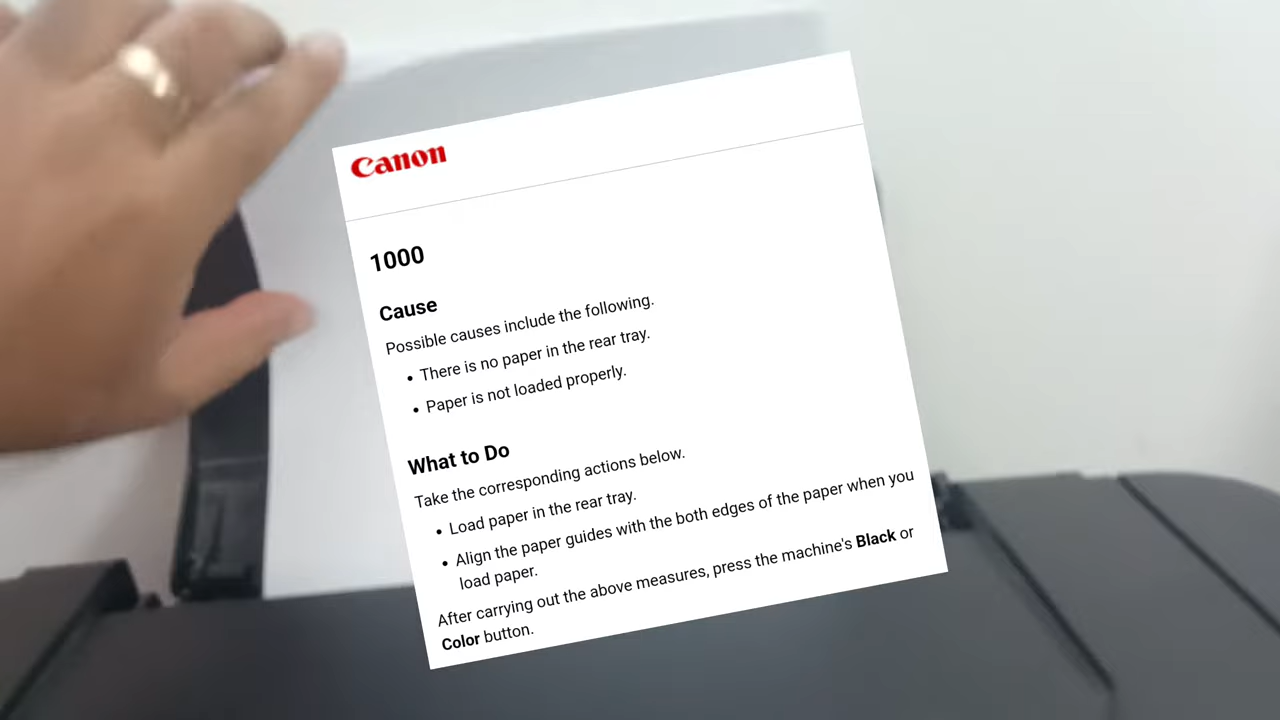 Canon
1000
Cause
Possible causes include the following.
• There is no paper in the rear tray.
• Paper is not loaded properly.
What to Do
Take the corresponding actions below.
• Load paper in the rear tray.
• Align the paper guides with the both edges of the paper when you
load paper.
After carrying out the above measures, press the machine's Black or
Color button.